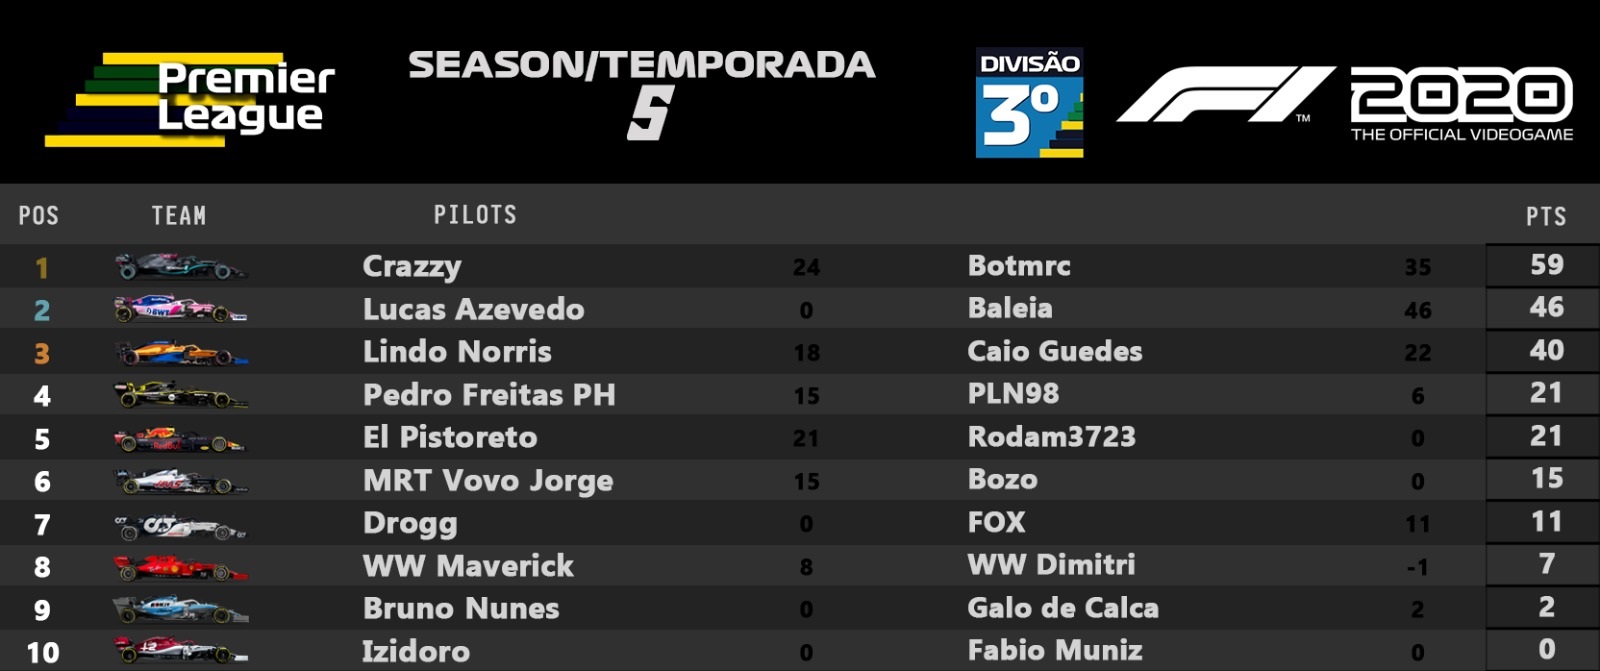 Premier
League
SEASON/TEMPORADA
5
DIVISÃO
3º
F1 TM
2020
THE OFFICIAL VIDEOGAME
POS TEAM PILOTS PTS
1 Crazzy 24 Botmrc 35 59
2 BWT Lucas Azevedo 0 Baleia 46 46
3 Lindo Norris 18 Caio Guedes 22 40
4 Pedro Freitas PH 15 PLN98 6 21
5 RedBull El Pistoreto 21 Rodam3723 0 21
6 HAAS MRT Vovo Jorge 15 Bozo 0 15
7 Drogg 0 FOX 11 11
8 WW Maverick 8 WW Dimitri -1 7
9 ROKiT Bruno Nunes 0 Galo de Calca 2 2
10 Izidoro 0 Fabio Muniz 0 0